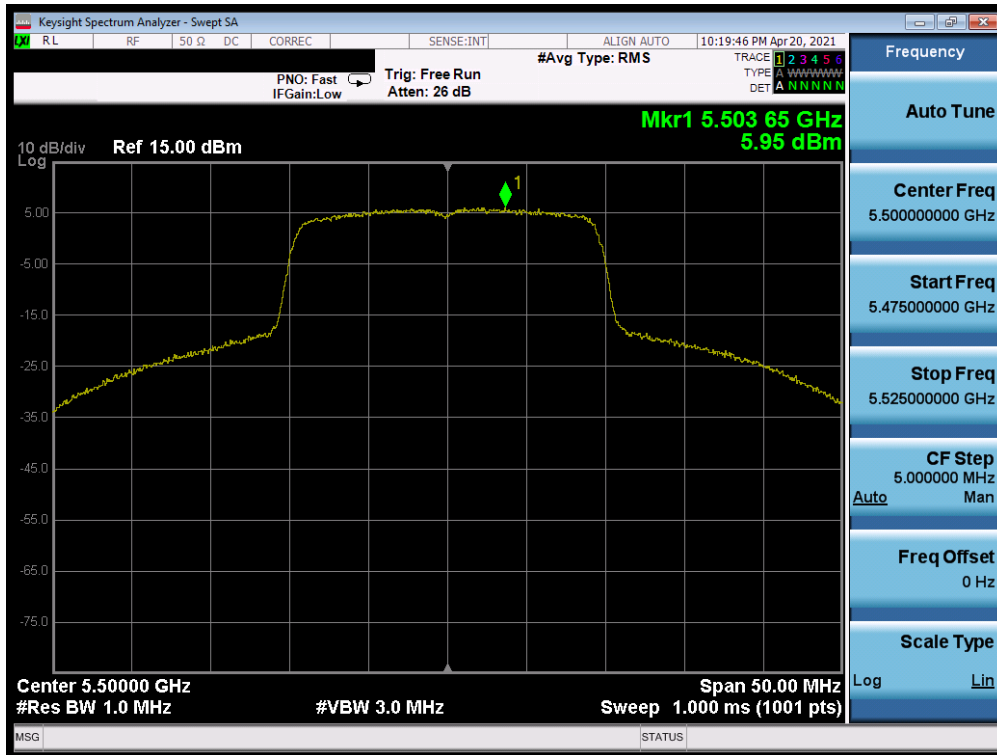 Keysight Spectrum Analyzer - Swept SA
LXI RL RF 50 Ω DC CORREC SENSE:INT ALIGN AUTO 10:19:46 PM Apr 20, 2021
PNO: Fast
IFGain:Low
Trig: Free Run
Atten: 26 dB
#Avg Type: RMS
TRACE 1 2 3 4 5 6
TYPE A WWWWW
DET A N N N N N
Mkr1 5.503 65 GHz
5.95 dBm
10 dB/div Ref 15.00 dBm
Log
1
5.00
-5.00
-15.0
-25.0
-35.0
-45.0
-55.0
-65.0
-75.0
Center 5.50000 GHz Span 50.00 MHz
#Res BW 1.0 MHz #VBW 3.0 MHz Sweep 1.000 ms (1001 pts)
MSG STATUS
Frequency
Auto Tune
Center Freq
5.500000000 GHz
Start Freq
5.475000000 GHz
Stop Freq
5.525000000 GHz
CF Step
5.000000 MHz
Auto Man
Freq Offset
0 Hz
Scale Type
Log Lin